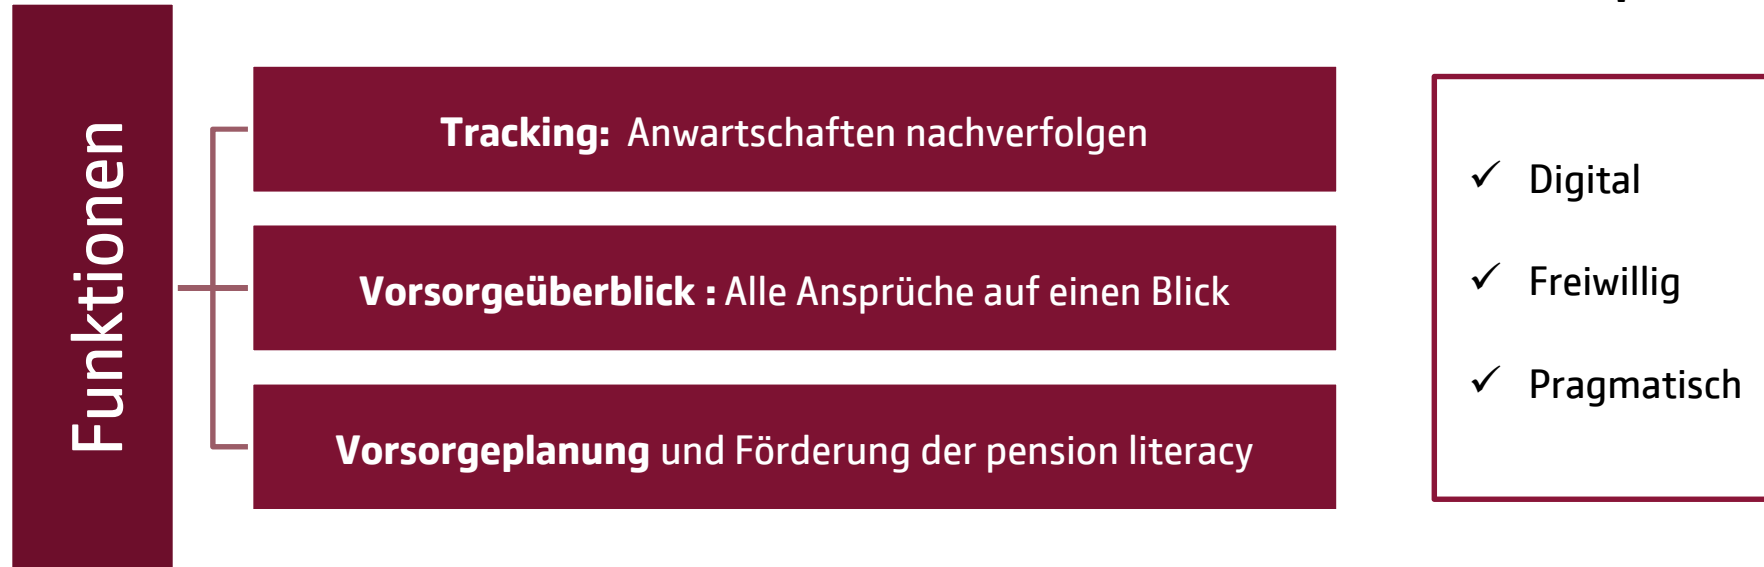 Funktionen
Tracking: Anwartschaften nachverfolgen
Vorsorgeüberblick : Alle Ansprüche auf einen Blick
Vorsorgeplanung und Förderung der pension literacy
✓ Digital
✓ Freiwillig
✓ Pragmatisch